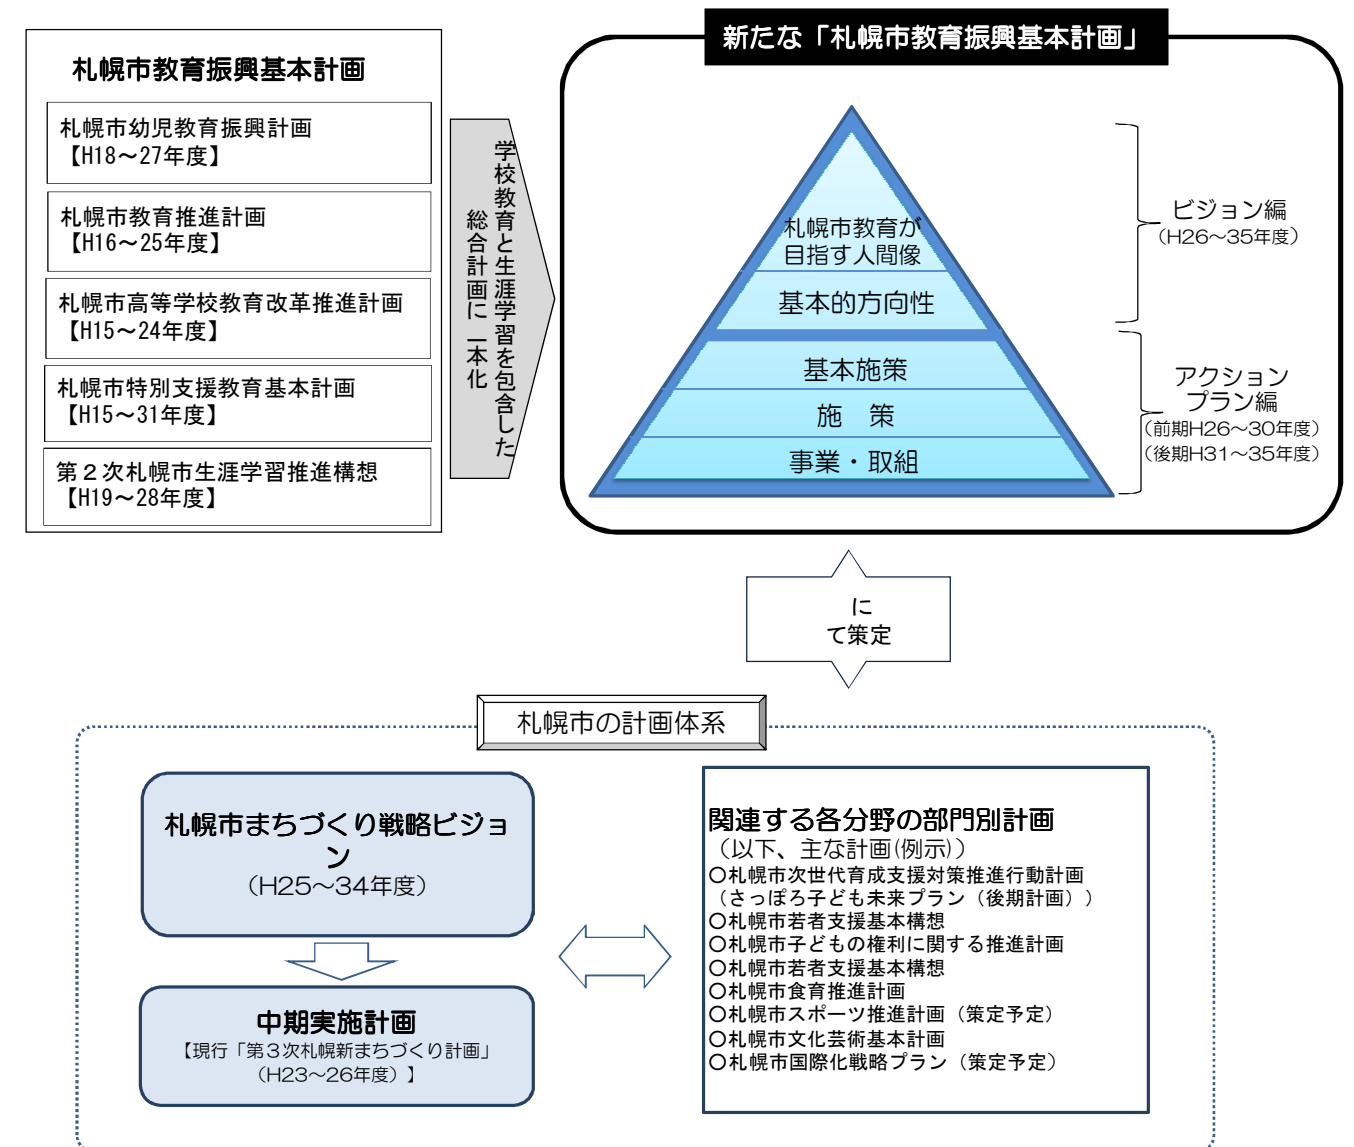 札幌市教育振興基本計画
札幌市幼児教育振興計画
【H18～27年度】
札幌市教育推進計画
【H16～25年度】
札幌市高等学校教育改革推進計画
【H15～24年度】
札幌市特別支援教育基本計画
【H15～31年度】
第２次札幌市生涯学習推進構想
【H19～28年度】
学校教育と生涯学習を包含した
総合計画に一本化
新たな「札幌市教育振興基本計画」
札幌市教育が
目指す人間像
基本的方向性
基本施策
施　策
事業・取組
ビジョン編
（H26～35年度）
アクション
プラン編
（前期H26～30年度）
（後期H31～35年度）
に
て策定
札幌市の計画体系
札幌市まちづくり戦略ビジョ
ン
（H25～34年度）
中期実施計画
【現行「第３次札幌新まちづくり計画」
（H23～26年度）】
関連する各分野の部門別計画
（以下、主な計画(例示)）
○札幌市次世代育成支援対策推進行動計画
（さっぽろ子ども未来プラン（後期計画））
○札幌市若者支援基本構想
○札幌市子どもの権利に関する推進計画
○札幌市若者支援基本構想
○札幌市食育推進計画
○札幌市スポーツ推進計画（策定予定）
○札幌市文化芸術基本計画
○札幌市国際化戦略プラン（策定予定）